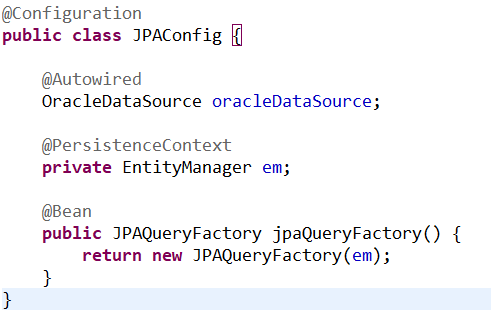 @Configuration
public class JPAConfig {
@Autowired
OracleDataSource oracleDataSource;
@PersistenceContext
private EntityManager em;
@Bean
public JPAQueryFactory jpaQueryFactory() {
return new JPAQueryFactory(em);
}
}